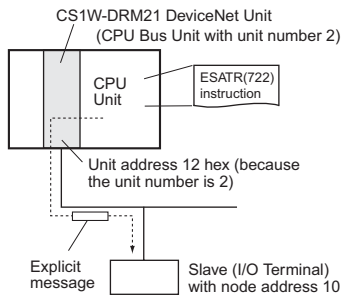 CS1W-DRM21 DeviceNet Unit
(CPU Bus Unit with unit number 2)
CPU
Unit
ESATR(722)
instruction
Unit address 12 hex (because
the unit number is 2)
Explicit
message
Slave (I/O Terminal)
with node address 10